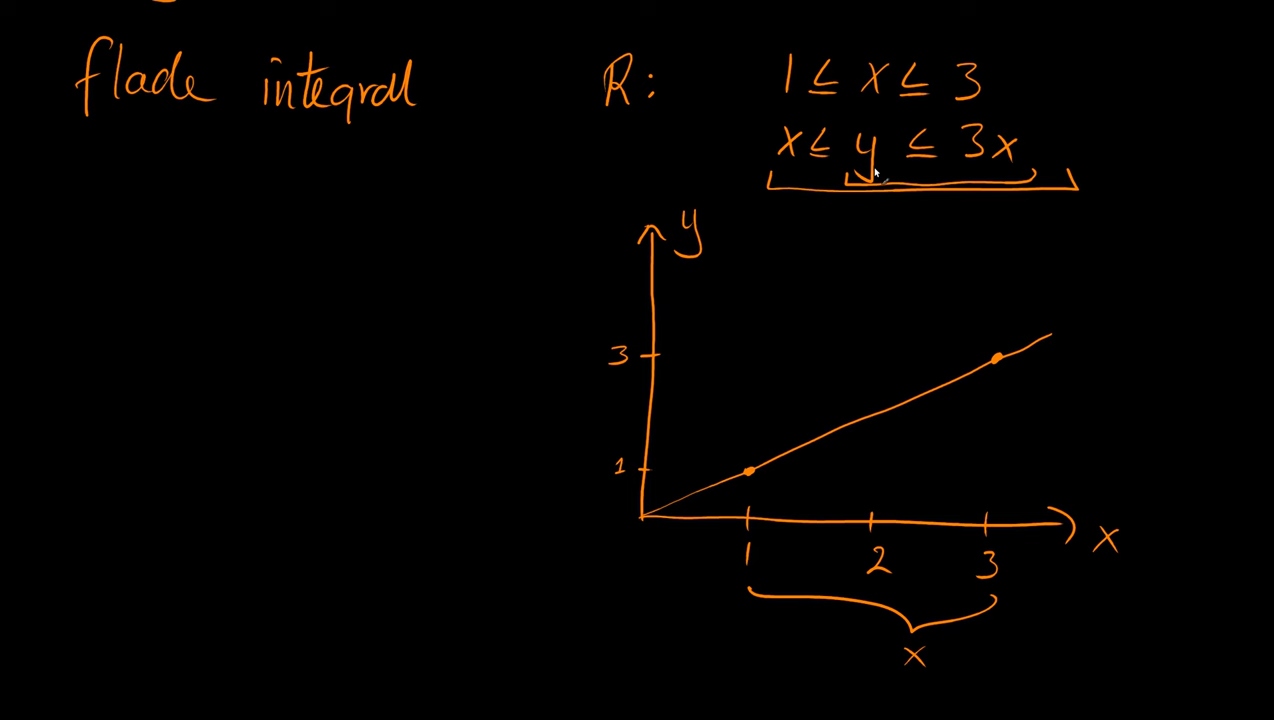 flade integral
R: 1 ≤ x ≤ 3
x ≤ y ≤ 3x
y
3
1
1 2 3 x
x